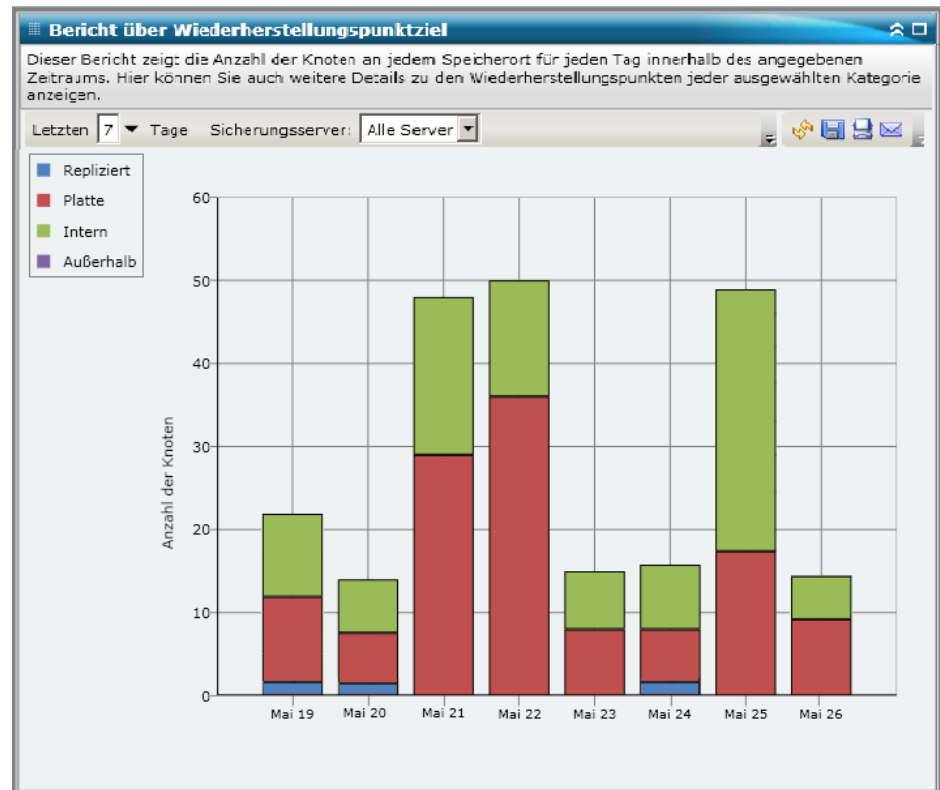 Bericht über Wiederherstellungspunktziel
Dieser Bericht zeigt die Anzahl der Knoten an jedem Speicherort für jeden Tag innerhalb des angegebenen
Zeitraums. Hier können Sie auch weitere Details zu den Wiederherstellungspunkten jeder ausgewählten Kategorie
anzeigen.
Letzten 7 Tage Sicherungsserver: Alle Server
Repliziert
Platte
Intern
Außerhalb
60
50
40
30
20
10
0
Anzahl der Knoten
Mai 19 Mai 20 Mai 21 Mai 22 Mai 23 Mai 24 Mai 25 Mai 26